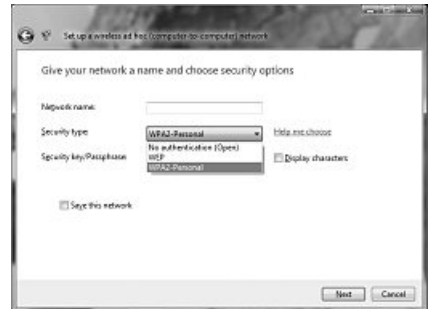 Set up a wireless ad hoc (computer-to-computer) network
Give your network a name and choose security options
Network name:
Security type
WPA2-Personal
Help me choose
No authentication (Open)
WEP
WPA2-Personal
Security key/Passphrase
Display characters
Save this network
Next
Cancel